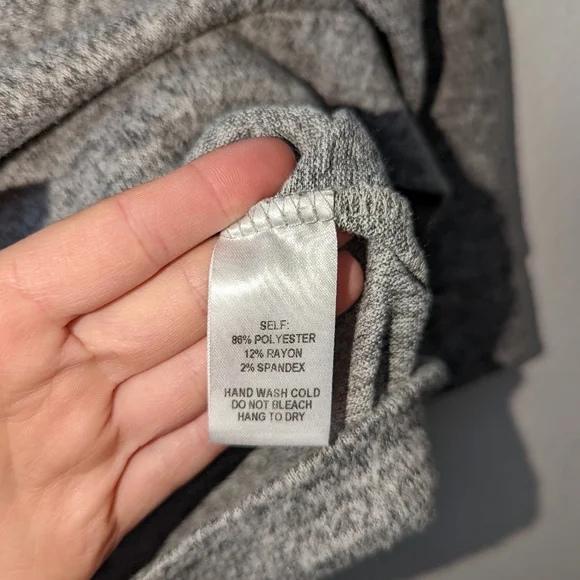 SELF:
86% POLYESTER
12% RAYON
2% SPANDEX
HAND WASH COLD
DO NOT BLEACH
HANG TO DRY